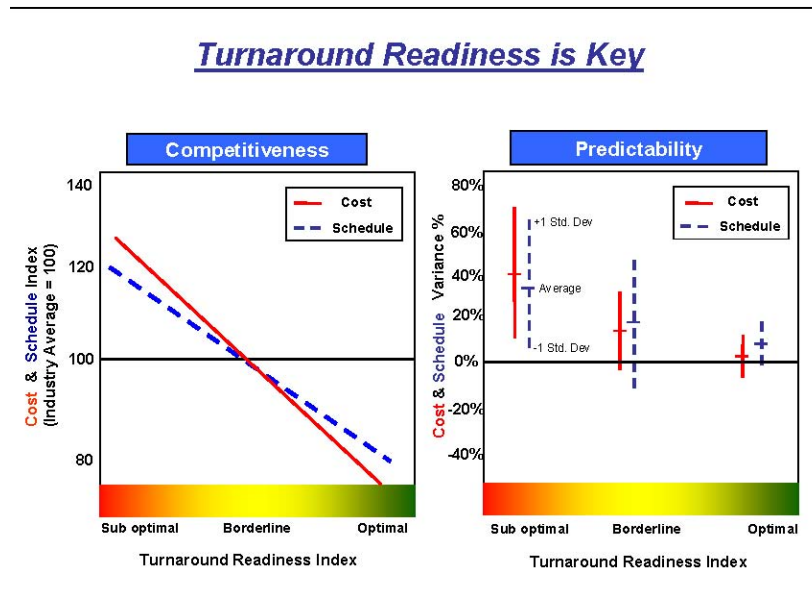 Turnaround Readiness is Key
Competitiveness
140
120
100
80
Cost & Schedule Index
(Industry Average = 100)
Cost
Schedule
Sub optimal Borderline Optimal
Turnaround Readiness Index
Predictability
80%
60%
40%
20%
0%
-20%
-40%
Cost & Schedule Variance %
Cost
Schedule
+1 Std. Dev
Average
-1 Std. Dev
Sub optimal Borderline Optimal
Turnaround Readiness Index